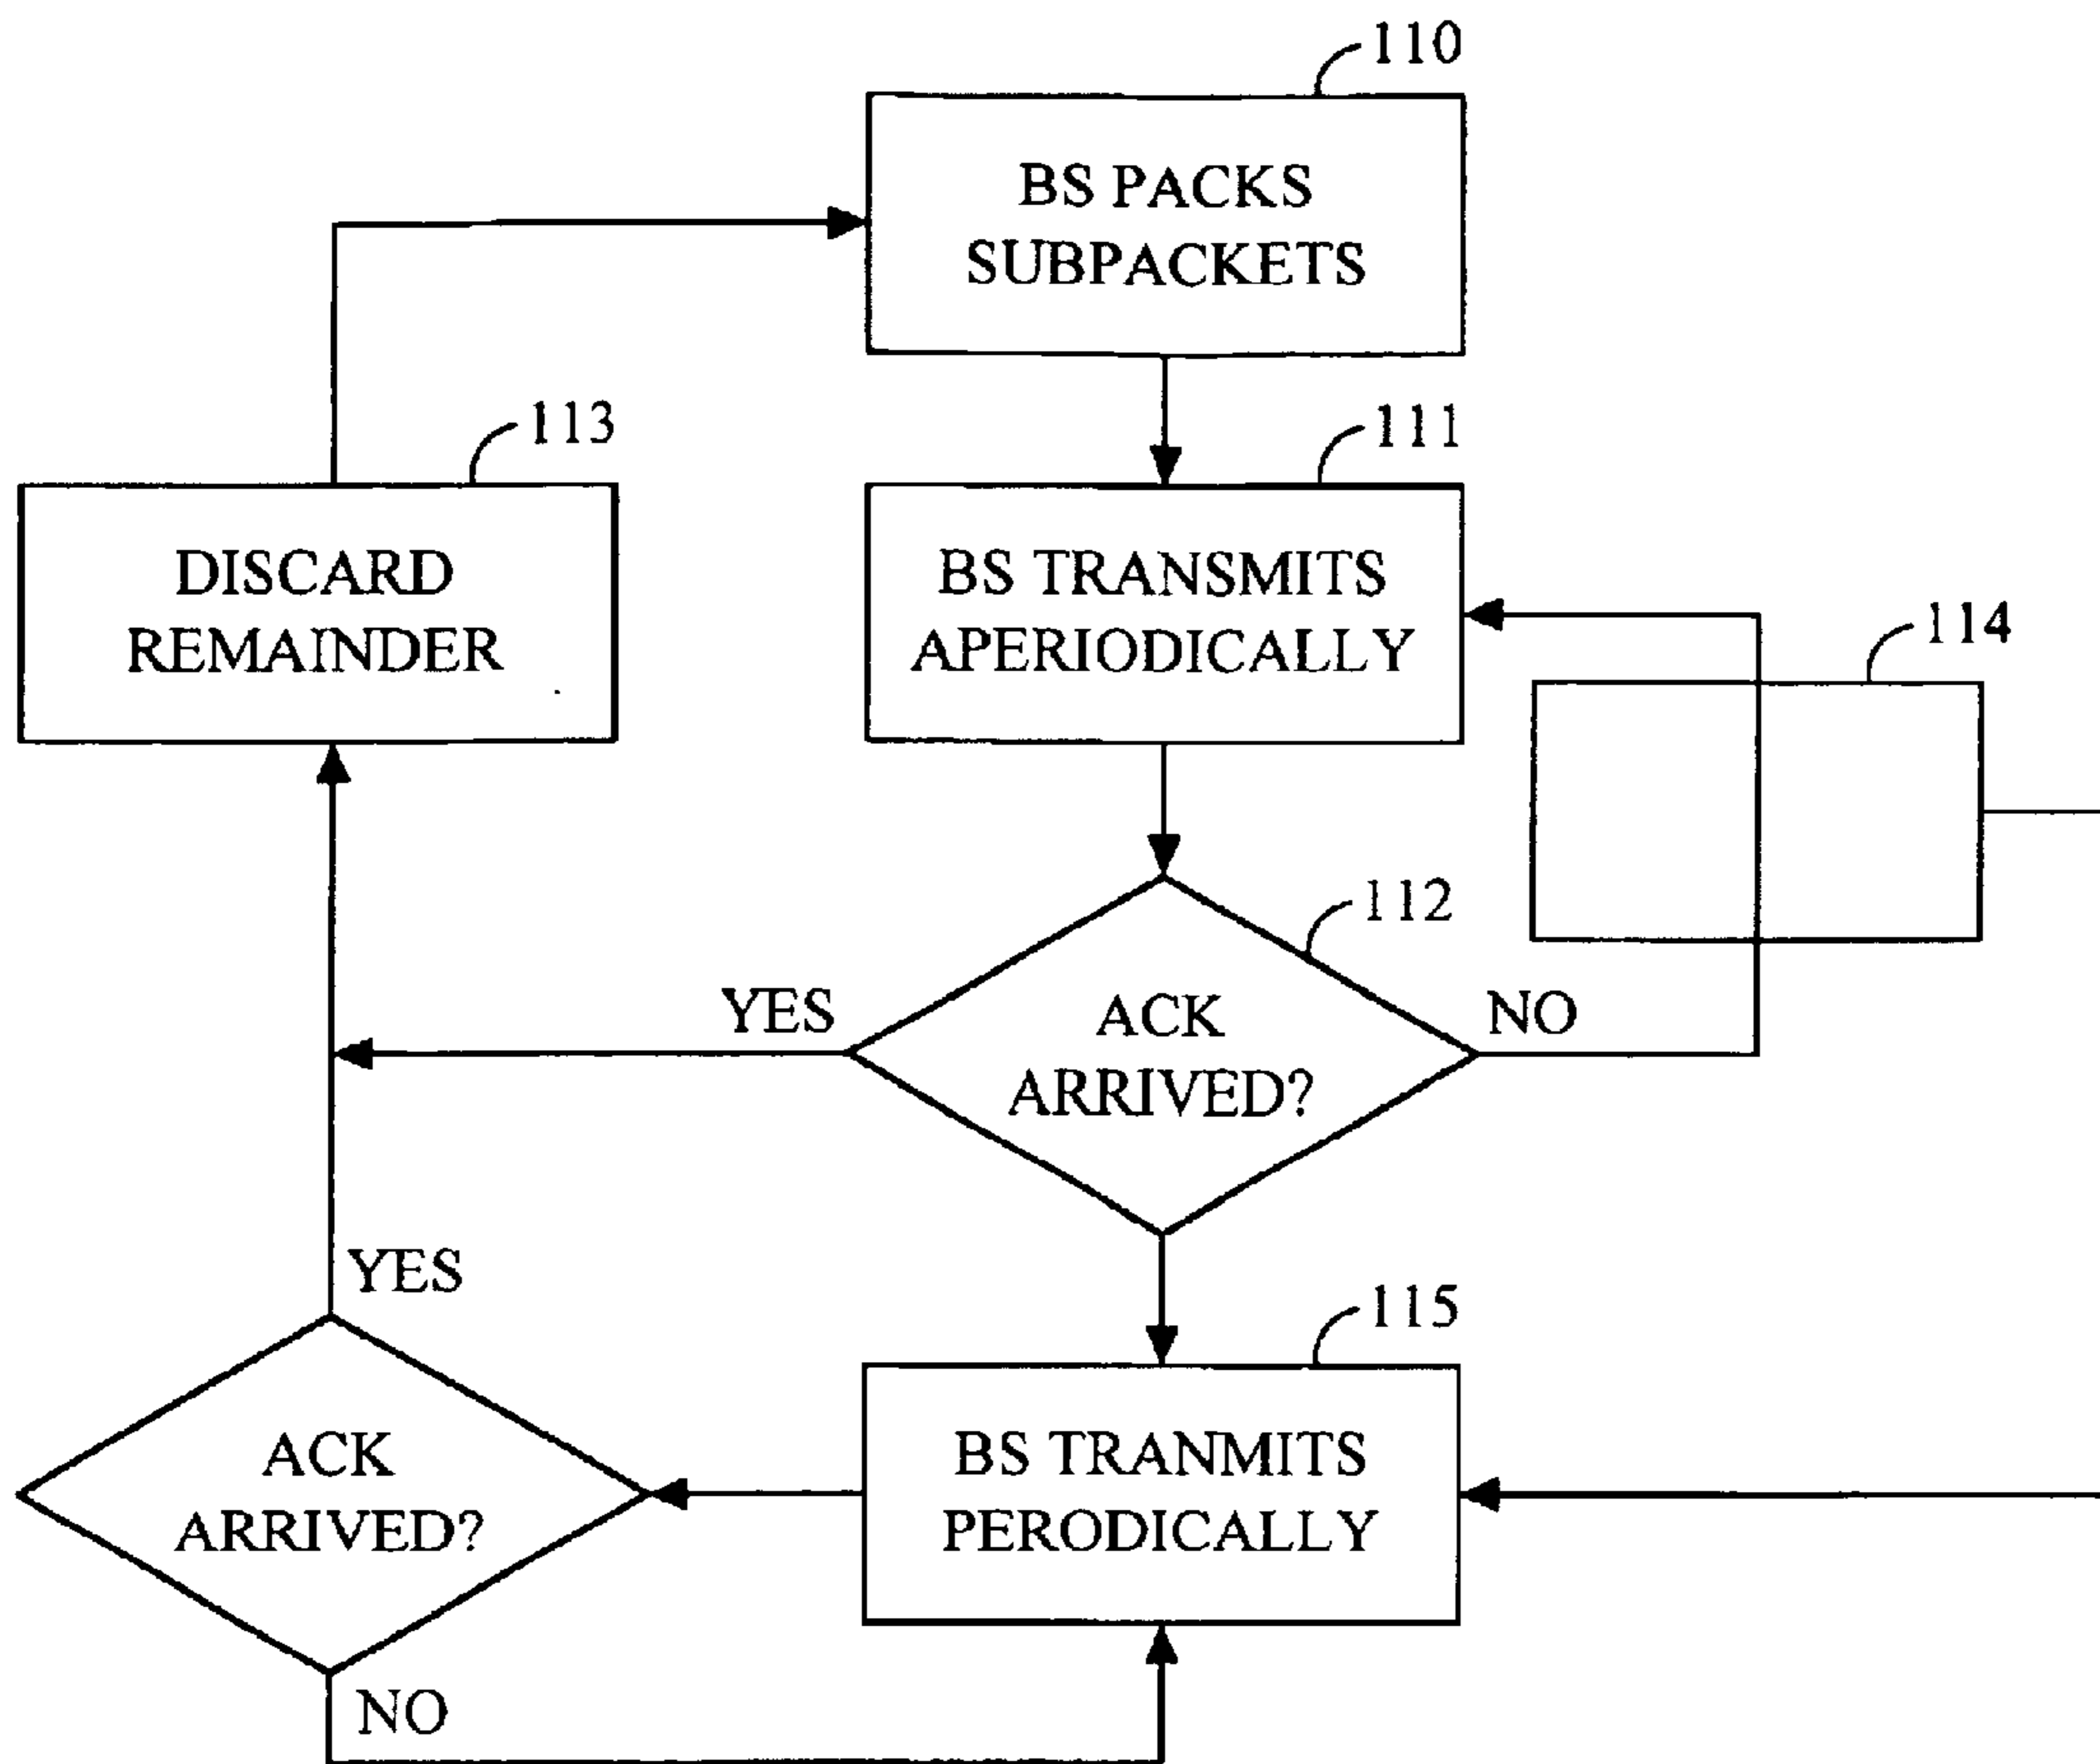 110
BS PACKS
SUBPACKETS
113
DISCARD
REMAINDER
111
BS TRANSMITS
APERIODICALLY
114
112
ACK
ARRIVED?
YES
NO
YES
115
ACK
ARRIVED?
BS TRANMITS
PERODICALLY
NO